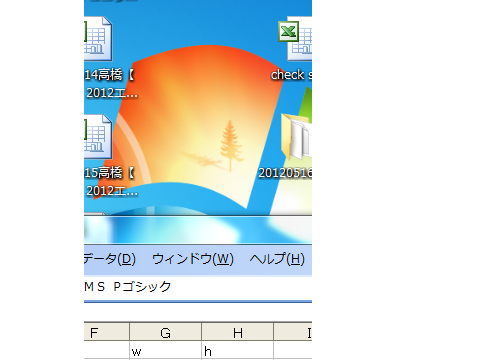 14高橋【
2012エ...
check s
15高橋【
2012エ...
20120516
データ(D) ウィンドウ(W) ヘルプ(H)
ＭＳ Ｐゴシック
F G H I
w h